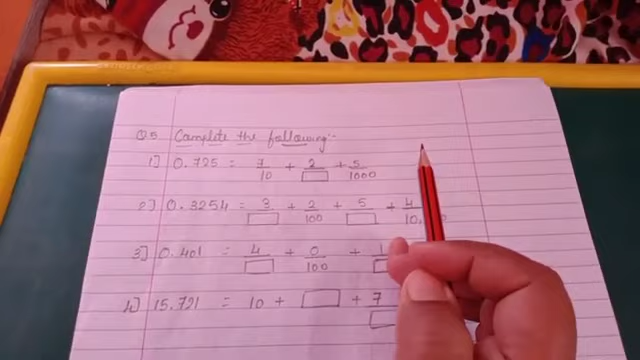 Q5 Complete the following:-
1] 0.725 = 7/10 + 2/□ + 5/1000
2] 0.3254 = 3/□ + 2/100 + 5/□ + 4/10,
3] 0.401 = 4/□ + 0/100 + 1/□
4] 15.721 = 10 + □ + 7/□